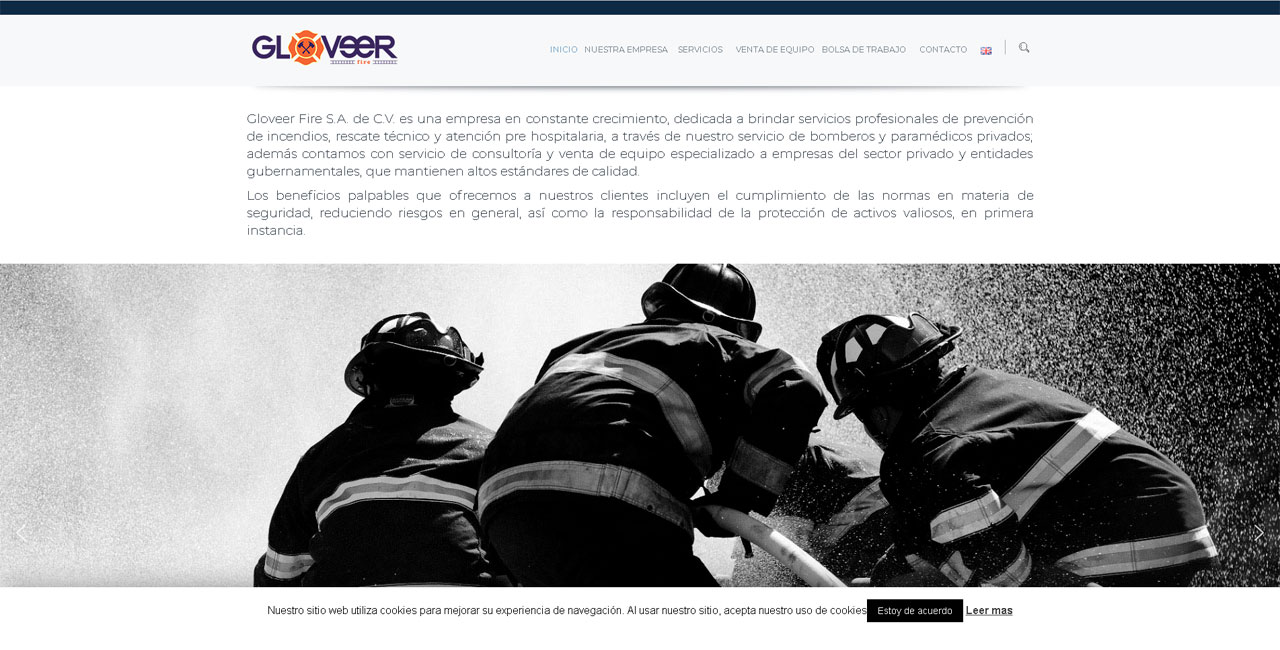 GLOVEER
fire
INICIO NUESTRA EMPRESA SERVICIOS VENTA DE EQUIPO BOLSA DE TRABAJO CONTACTO
Gloveer Fire S.A. de C.V. es una empresa en constante crecimiento, dedicada a brindar servicios profesionales de prevención
de incendios, rescate técnico y atención pre hospitalaria, a través de nuestro servicio de bomberos y paramédicos privados;
además contamos con servicio de consultoría y venta de equipo especializado a empresas del sector privado y entidades
gubernamentales, que mantienen altos estándares de calidad.
Los beneficios palpables que ofrecemos a nuestros clientes incluyen el cumplimiento de las normas en materia de
seguridad, reduciendo riesgos en general, así como la responsabilidad de la protección de activos valiosos, en primera
instancia.
Nuestro sitio web utiliza cookies para mejorar su experiencia de navegación. Al usar nuestro sitio, acepta nuestro uso de cookies Estoy de acuerdo Leer mas